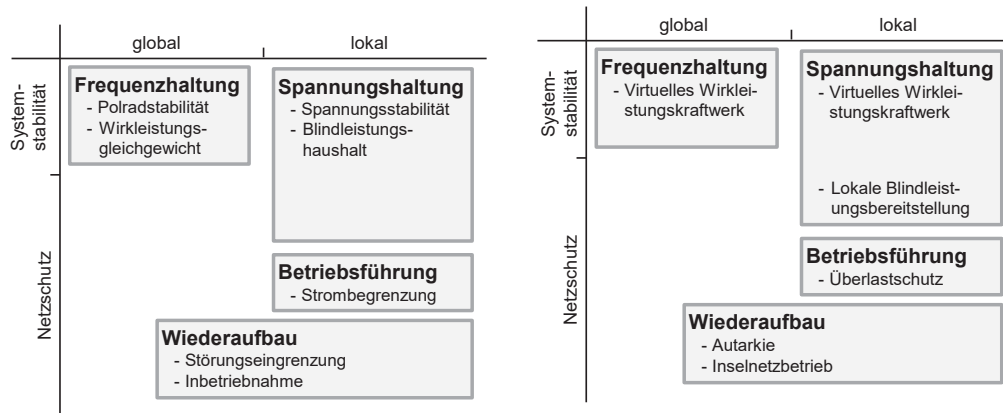 global
lokal
System-
stabilität
Frequenzhaltung
- Polradstabilität
- Wirkleistungs-
gleichgewicht
Spannungshaltung
- Spannungsstabilität
- Blindleistungs-
haushalt
Netzschutz
Betriebsführung
- Strombegrenzung
Wiederaufbau
- Störungseingrenzung
- Inbetriebnahme
global
lokal
System-
stabilität
Frequenzhaltung
- Virtuelles Wirklei-
stungskraftwerk
Spannungshaltung
- Virtuelles Wirklei-
stungskraftwerk
- Lokale Blindleist-
ungsbereitstellung
Netzschutz
Betriebsführung
- Überlastschutz
Wiederaufbau
- Autarkie
- Inselnetzbetrieb